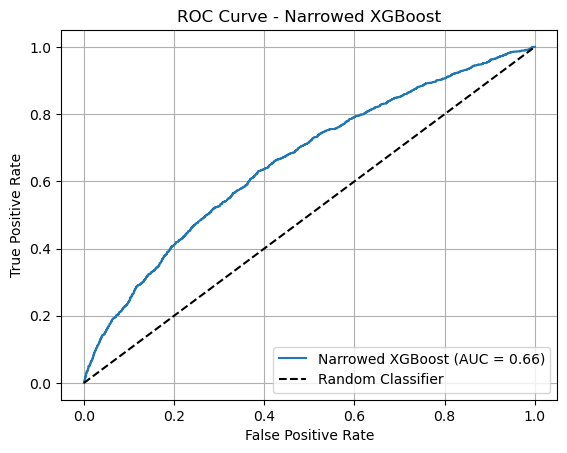 ROC Curve - Narrowed XGBoost
True Positive Rate
1.0
0.8
0.6
0.4
0.2
0.0
Narrowed XGBoost (AUC = 0.66)
Random Classifier
0.0 0.2 0.4 0.6 0.8 1.0
False Positive Rate